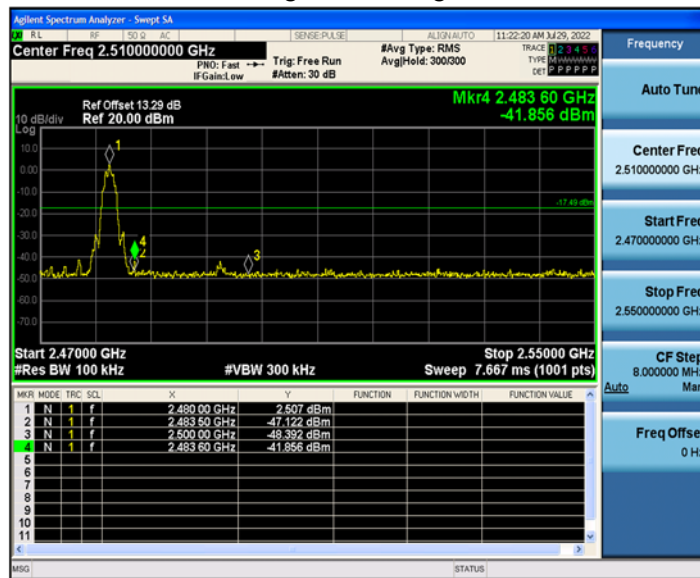 Agilent Spectrum Analyzer - Swept SA
RL RF 50 Ω AC SENSE:PULSE ALIGN AUTO 11:22:20 AM Jul 29, 2022
Center Freq 2.510000000 GHz #Avg Type: RMS TRACE 1 2 3 4 5 6
PNO: Fast Trig: Free Run Avg|Hold: 300/300 TYPE M
IFGain:Low #Atten: 30 dB DET P P P P P P
Frequency
Auto Tune
Mkr4 2.483 60 GHz
-41.856 dBm
Ref Offset 13.29 dB
10 dB/div Ref 20.00 dBm
Log
1
10.0
0.00
-10.0
-17.49 dBm
-20.0
-30.0
4
2
3
-40.0
-50.0
-60.0
-70.0
Start 2.47000 GHz Stop 2.55000 GHz
#Res BW 100 kHz #VBW 300 kHz Sweep 7.667 ms (1001 pts)
MKR MODE TRC SCL X Y FUNCTION FUNCTION WIDTH FUNCTION VALUE
1 N 1 f 2.480 00 GHz 2.507 dBm
2 N 1 f 2.483 50 GHz -47.122 dBm
3 N 1 f 2.500 00 GHz -48.392 dBm
4 N 1 f 2.483 60 GHz -41.856 dBm
5
6
7
8
9
10
11
MSG STATUS
Center Freq
2.510000000 GHz
Start Freq
2.470000000 GHz
Stop Freq
2.550000000 GHz
CF Step
8.000000 MHz
Auto Man
Freq Offset
0 Hz